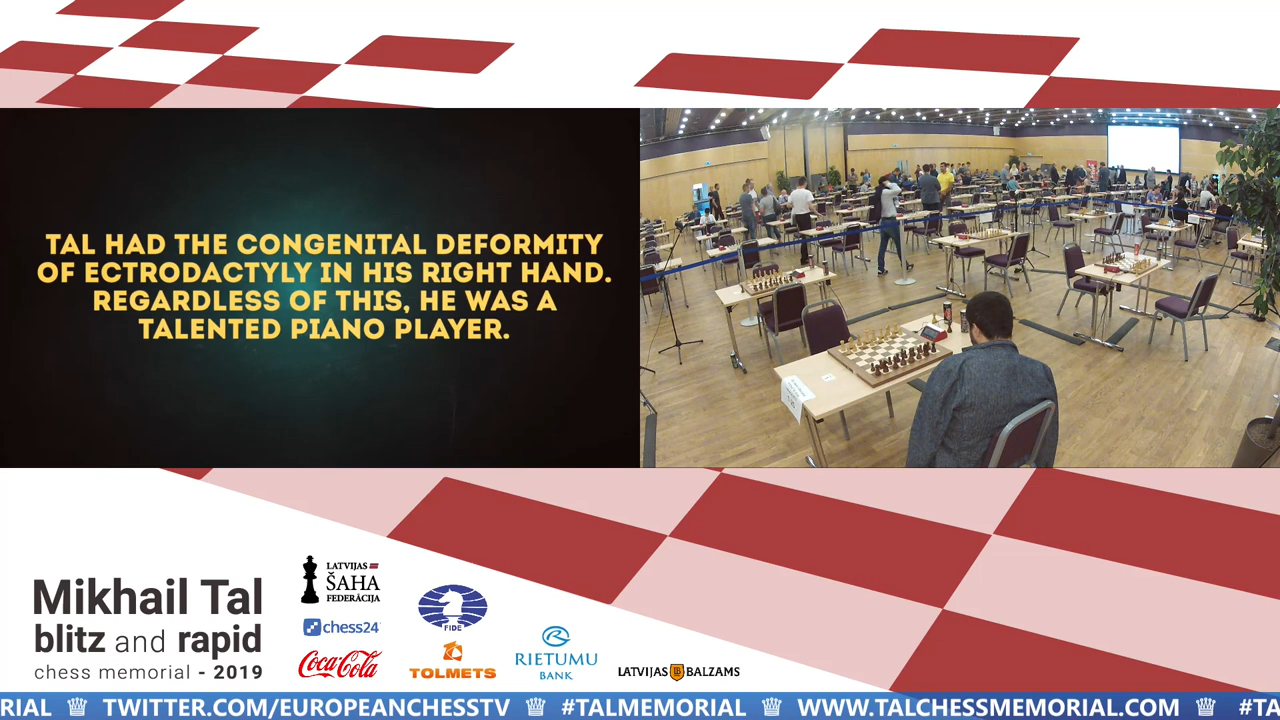 TAL HAD THE CONGENITAL DEFORMITY
OF ECTRODACTYLY IN HIS RIGHT HAND.
REGARDLESS OF THIS, HE WAS A
TALENTED PIANO PLAYER.
Mikhail Tal
blitz and rapid
chess memorial - 2019
LATVIJAS
ŠAHA
FEDERĀCIJA
chess24
Coca-Cola
FIDE
TOLMETS
RIETUMU
BANK
LATVIJAS BALZAMS
RIAL TWITTER.COM/EUROPEANCHESSTV #TALMEMORIAL WWW.TALCHESSMEMORIAL.COM #TA